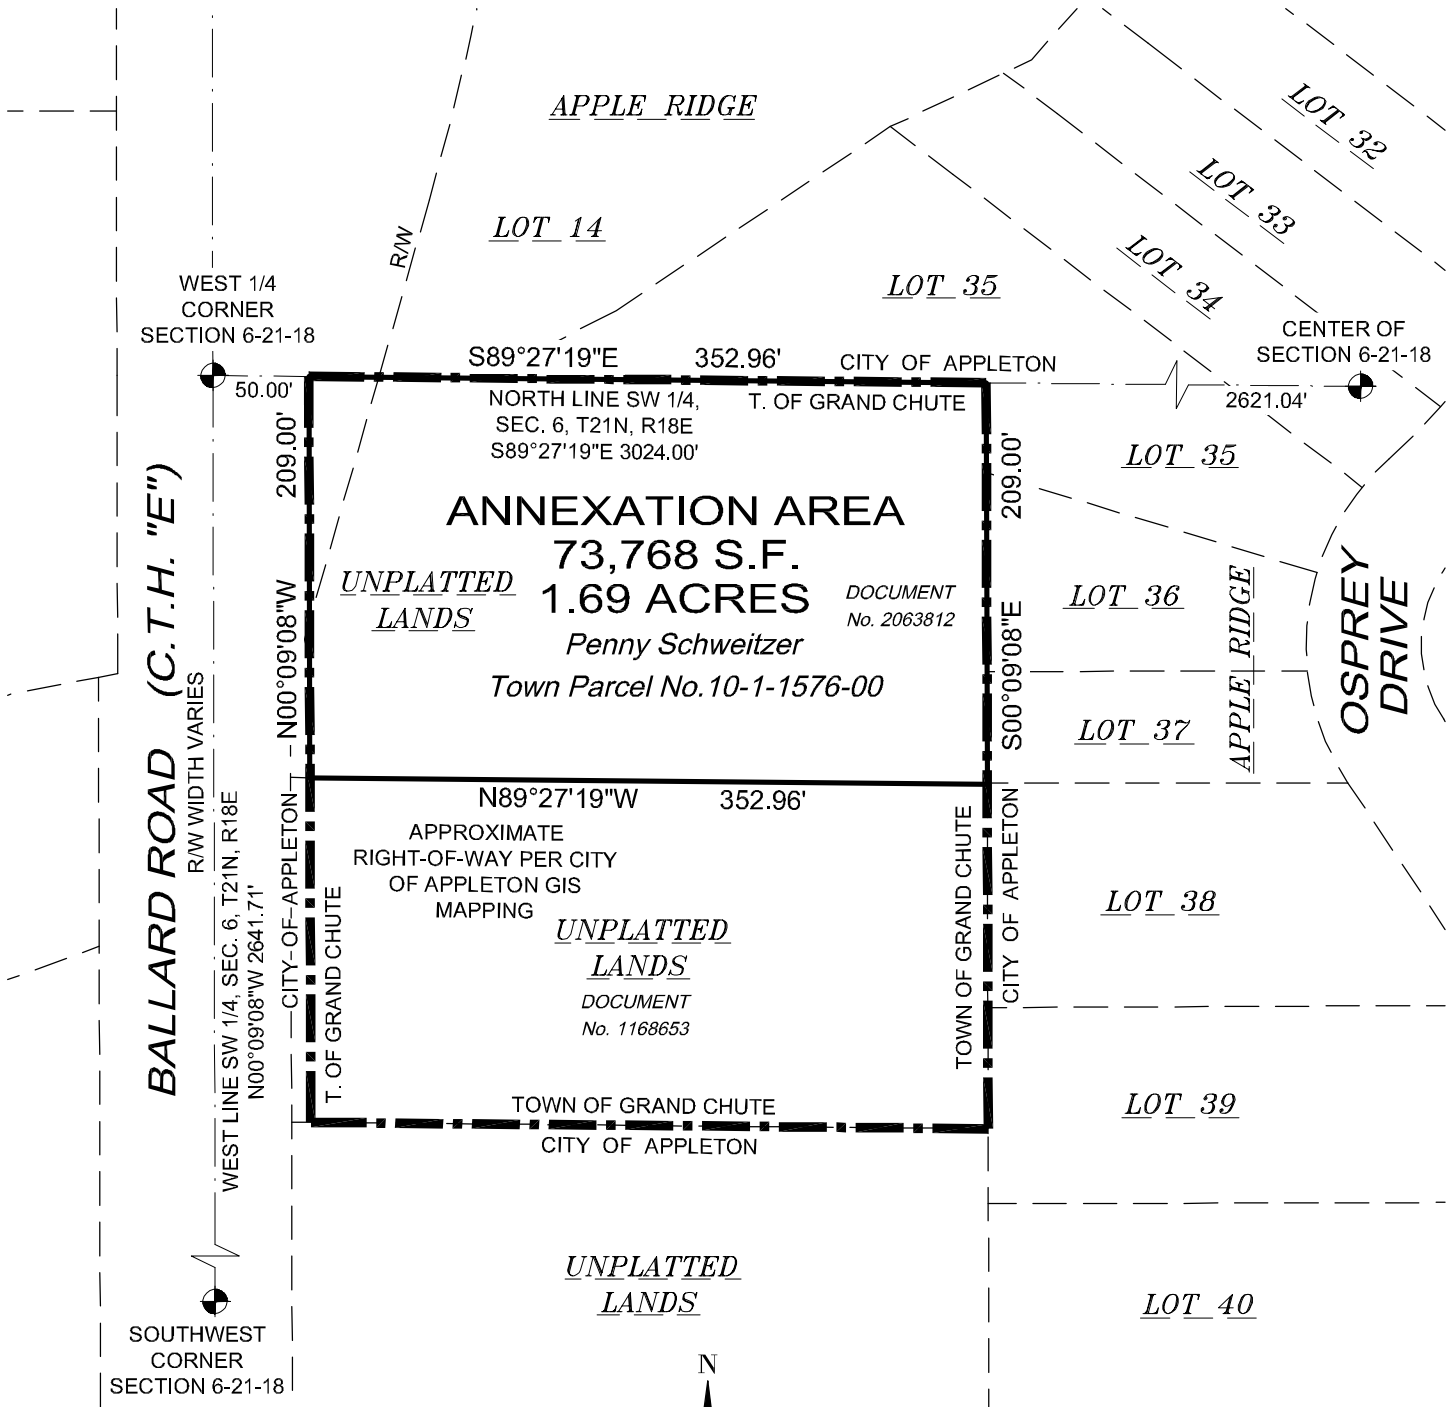 APPLE RIDGE
LOT 32
LOT 33
LOT 14
R/W
LOT 34
LOT 35
WEST 1/4
CORNER
SECTION 6-21-18
CENTER OF
SECTION 6-21-18
S89°27'19"E 352.96' CITY OF APPLETON
50.00'
NORTH LINE SW 1/4,
SEC. 6, T21N, R18E
S89°27'19"E 3024.00'
T. OF GRAND CHUTE
2621.04'
209.00'
209.00'
LOT 35
ANNEXATION AREA
73,768 S.F.
1.69 ACRES
UNPLATTED
LANDS
DOCUMENT
No. 2063812
Penny Schweitzer
Town Parcel No.10-1-1576-00
N00°09'08"W
S00°09'08"E
LOT 36
APPLE RIDGE
OSPREY
DRIVE
LOT 37
BALLARD ROAD (C.T.H. "E")
R/W WIDTH VARIES
WEST LINE SW 1/4, SEC. 6, T21N, R18E
N00°09'08"W 2641.71'
N89°27'19"W 352.96'
APPROXIMATE
RIGHT-OF-WAY PER CITY
OF APPLETON GIS
MAPPING
CITY OF APPLETON
T. OF GRAND CHUTE
UNPLATTED
LANDS
DOCUMENT
No. 1168653
TOWN OF GRAND CHUTE
CITY OF APPLETON
LOT 38
TOWN OF GRAND CHUTE
CITY OF APPLETON
LOT 39
UNPLATTED
LANDS
LOT 40
SOUTHWEST
CORNER
SECTION 6-21-18
N